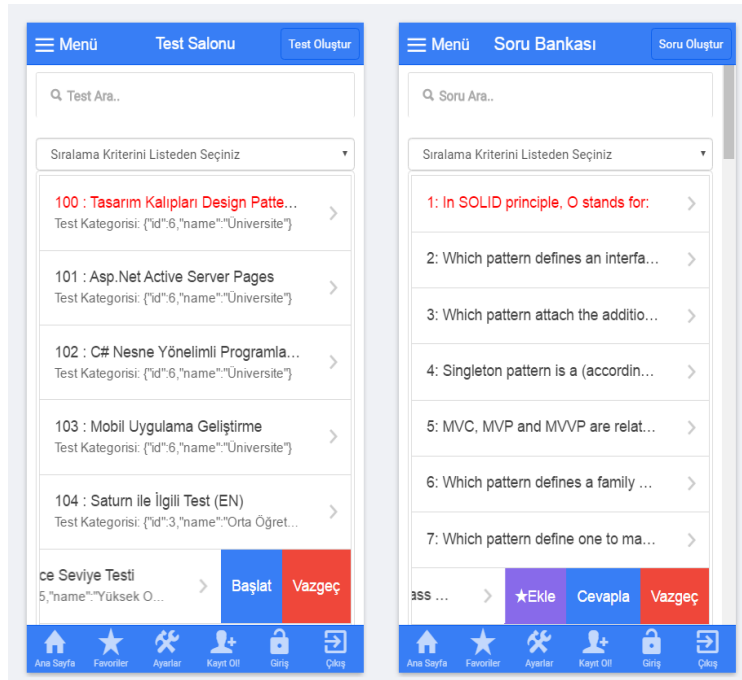 Menü
Test Salonu
Test Oluştur
Test Ara..
Sıralama Kriterini Listeden Seçiniz
100 : Tasarım Kalıpları Design Patte...
Test Kategorisi: {"id":6,"name":"Üniversite"}
101 : Asp.Net Active Server Pages
Test Kategorisi: {"id":6,"name":"Üniversite"}
102 : C# Nesne Yönelimli Programla...
Test Kategorisi: {"id":6,"name":"Üniversite"}
103 : Mobil Uygulama Geliştirme
Test Kategorisi: {"id":6,"name":"Üniversite"}
104 : Saturn ile İlgili Test (EN)
Test Kategorisi: {"id":3,"name":"Orta Öğret...
ce Seviye Testi
5,"name":"Yüksek O...
Başlat
Vazgeç
Ana Sayfa
Favoriler
Ayarlar
Kayıt Ol!
Giriş
Çıkış
Menü
Soru Bankası
Soru Oluştur
Soru Ara..
Sıralama Kriterini Listeden Seçiniz
1: In SOLID principle, O stands for:
2: Which pattern defines an interfa...
3: Which pattern attach the additio...
4: Singleton pattern is a (accordin...
5: MVC, MVP and MVVP are relat...
6: Which pattern defines a family ...
7: Which pattern define one to ma...
ass ...
★Ekle
Cevapla
Vazgeç
Ana Sayfa
Favoriler
Ayarlar
Kayıt Ol!
Giriş
Çıkış